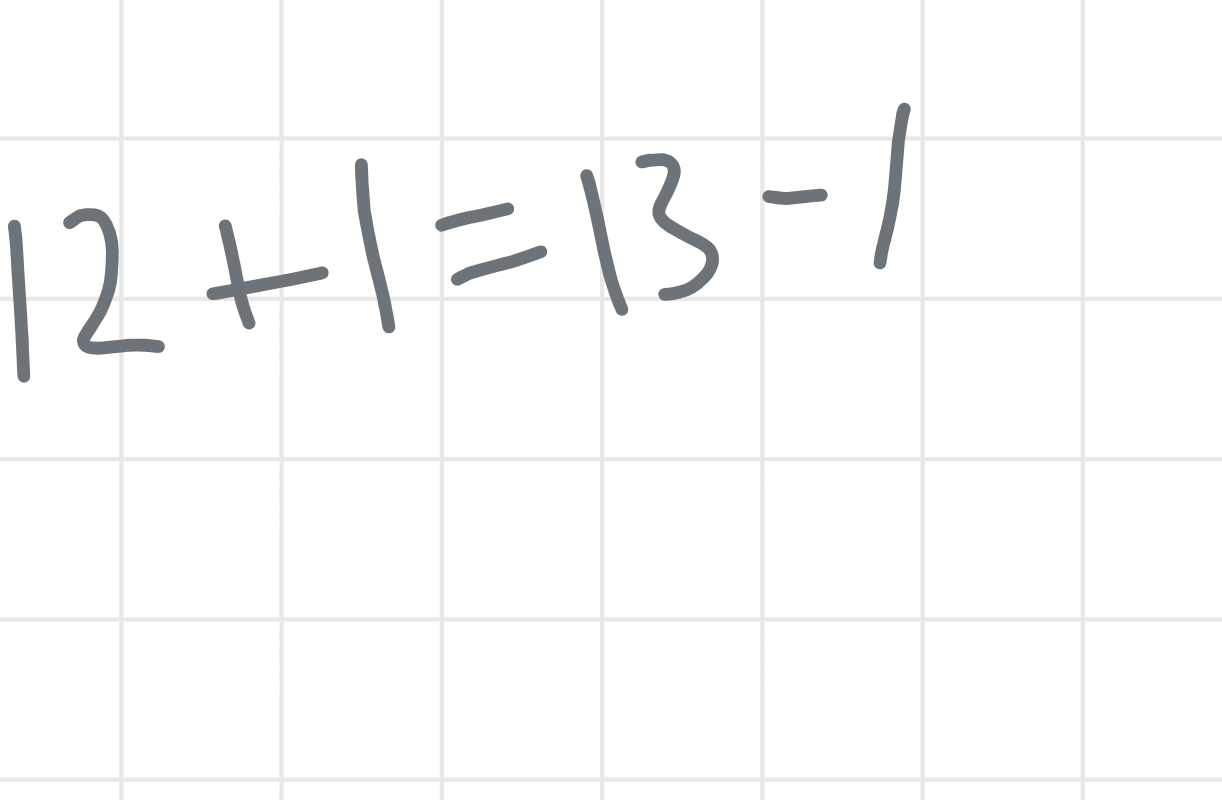 12 + 1 = 13 - 1